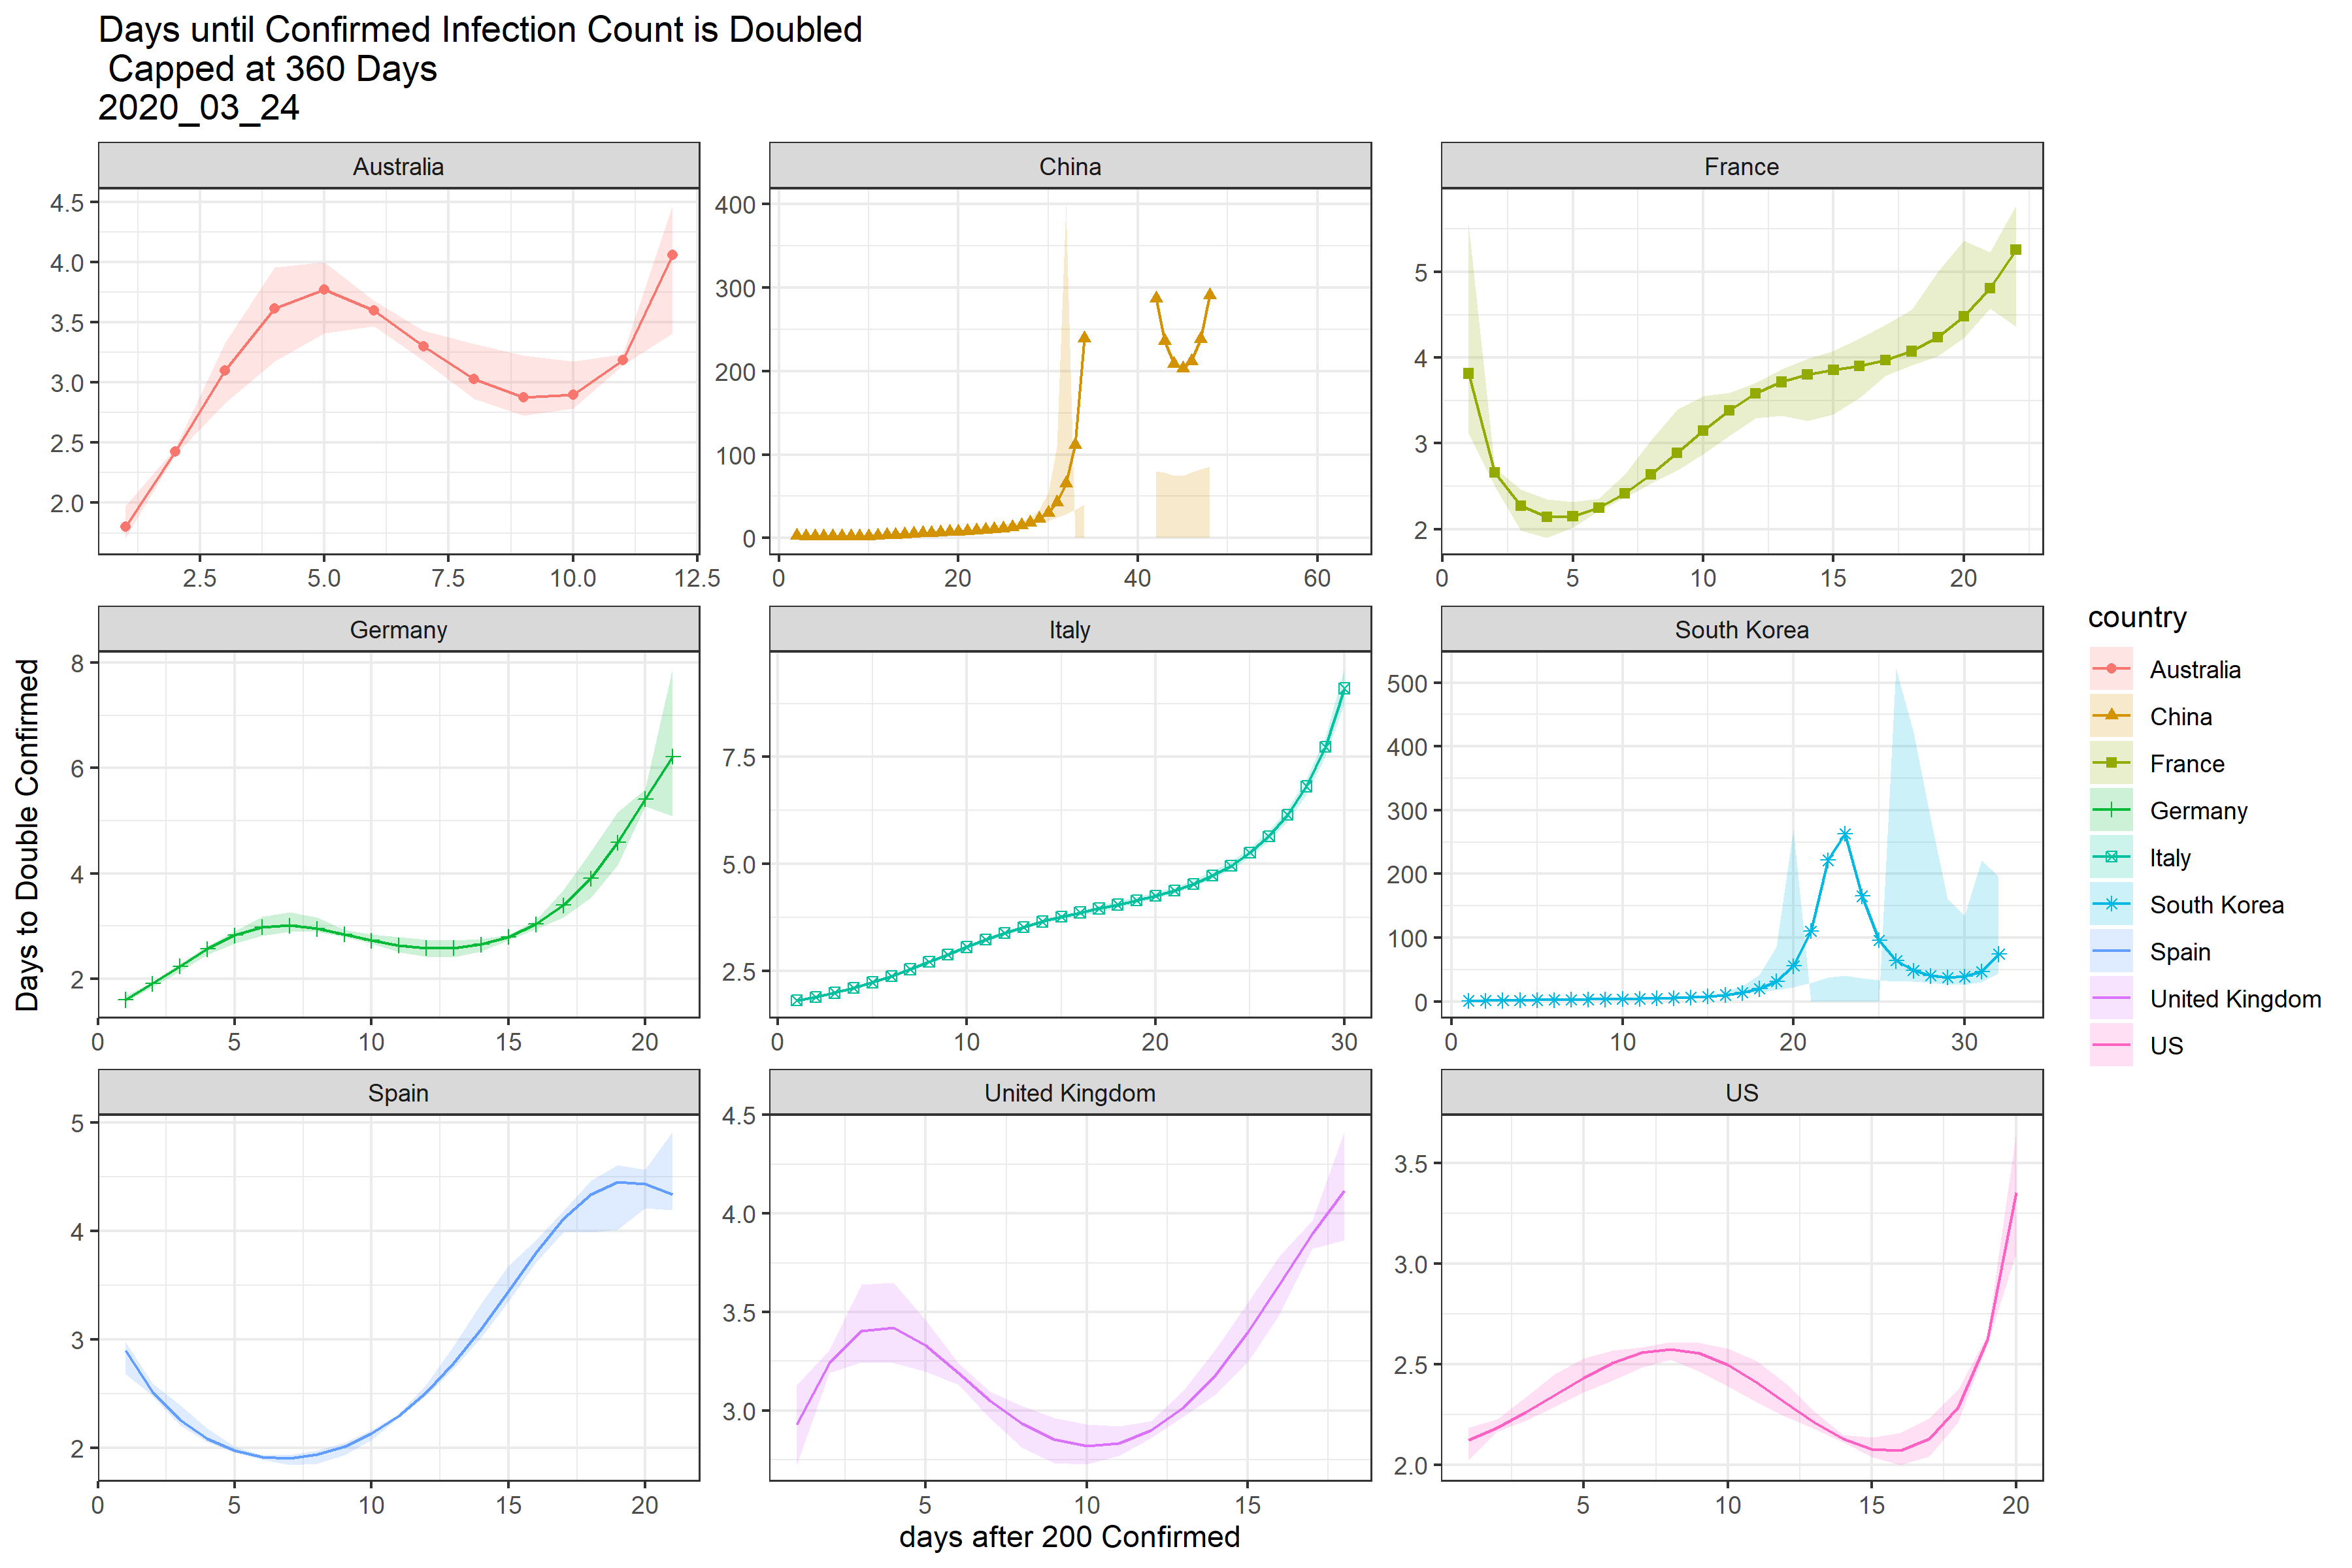 Days until Confirmed Infection Count is Doubled
Capped at 360 Days
2020_03_24
Australia
4.5
4.0
3.5
3.0
2.5
2.0
2.5 5.0 7.5 10.0 12.5
China
400
300
200
100
0
0 20 40 60
France
5
4
3
2
0 5 10 15 20
Germany
8
6
4
2
0 5 10 15 20
Italy
7.5
5.0
2.5
0 10 20 30
South Korea
500
400
300
200
100
0
0 10 20 30
Spain
5
4
3
2
0 5 10 15 20
United Kingdom
4.5
4.0
3.5
3.0
5 10 15
US
3.5
3.0
2.5
2.0
5 10 15 20
Days to Double Confirmed
days after 200 Confirmed
country
Australia
China
France
Germany
Italy
South Korea
Spain
United Kingdom
US